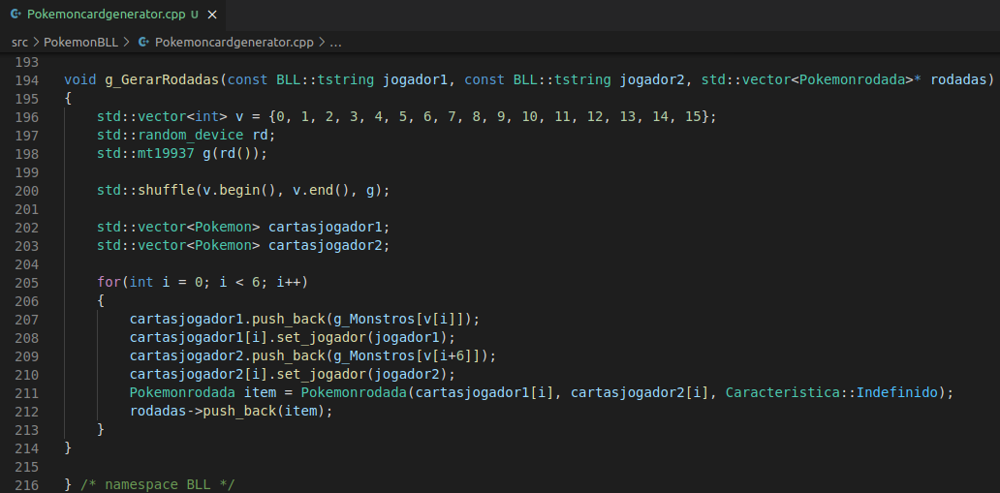 Pokemoncardgenerator.cpp U ×
src > PokemonBLL > Pokemoncardgenerator.cpp > ...
193
194 void g_GerarRodadas(const BLL::tstring jogador1, const BLL::tstring jogador2, std::vector<Pokemonrodada>* rodadas)
195 {
196     std::vector<int> v = {0, 1, 2, 3, 4, 5, 6, 7, 8, 9, 10, 11, 12, 13, 14, 15};
197     std::random_device rd;
198     std::mt19937 g(rd());
199
200     std::shuffle(v.begin(), v.end(), g);
201
202     std::vector<Pokemon> cartasjogador1;
203     std::vector<Pokemon> cartasjogador2;
204
205     for(int i = 0; i < 6; i++)
206     {
207         cartasjogador1.push_back(g_Monstros[v[i]]);
208         cartasjogador1[i].set_jogador(jogador1);
209         cartasjogador2.push_back(g_Monstros[v[i+6]]);
210         cartasjogador2[i].set_jogador(jogador2);
211         Pokemonrodada item = Pokemonrodada(cartasjogador1[i], cartasjogador2[i], Caracteristica::Indefinido);
212         rodadas->push_back(item);
213     }
214 }
215
216 } /* namespace BLL */